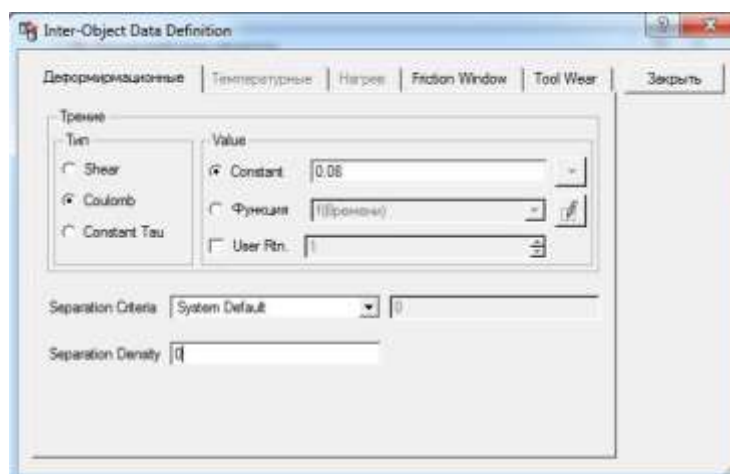 Inter-Object Data Definition
Деформирмационные Температурные Нагрев Friction Window Tool Wear Закрыть
Трение
Тип Value
Shear Constant 0.08
Coulomb Функция f(Времени)
Constant Tau User Rtn. 1
Separation Criteria System Default 0
Separation Density 0